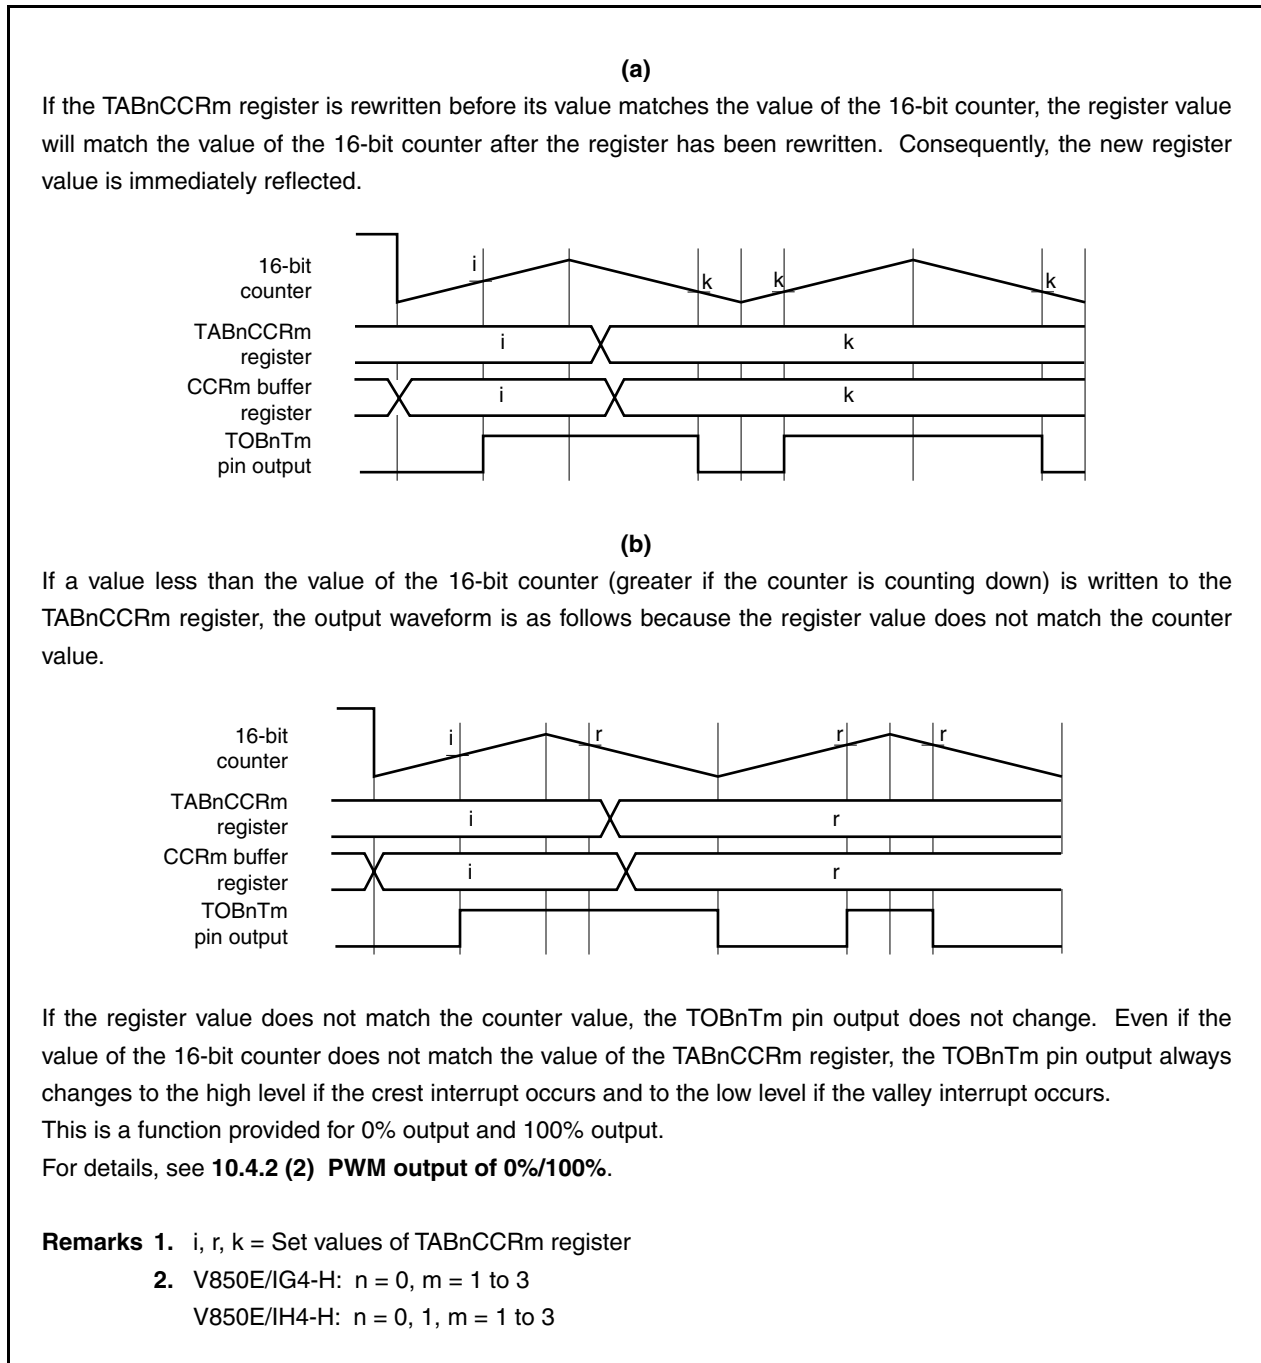 (a)
If the TABnCCRm register is rewritten before its value matches the value of the 16-bit counter, the register value
will match the value of the 16-bit counter after the register has been rewritten.  Consequently, the new register
value is immediately reflected.
16-bit
counter
i
k
k
k
TABnCCRm
register
i
k
CCRm buffer
register
i
k
TOBnTm
pin output
(b)
If a value less than the value of the 16-bit counter (greater if the counter is counting down) is written to the
TABnCCRm register, the output waveform is as follows because the register value does not match the counter
value.
16-bit
counter
i
r
r
r
TABnCCRm
register
i
r
CCRm buffer
register
i
r
TOBnTm
pin output
If the register value does not match the counter value, the TOBnTm pin output does not change.  Even if the
value of the 16-bit counter does not match the value of the TABnCCRm register, the TOBnTm pin output always
changes to the high level if the crest interrupt occurs and to the low level if the valley interrupt occurs.
This is a function provided for 0% output and 100% output.
For details, see 10.4.2 (2)  PWM output of 0%/100%.
Remarks 1.  i, r, k = Set values of TABnCCRm register
2.  V850E/IG4-H:  n = 0, m = 1 to 3
V850E/IH4-H:  n = 0, 1, m = 1 to 3